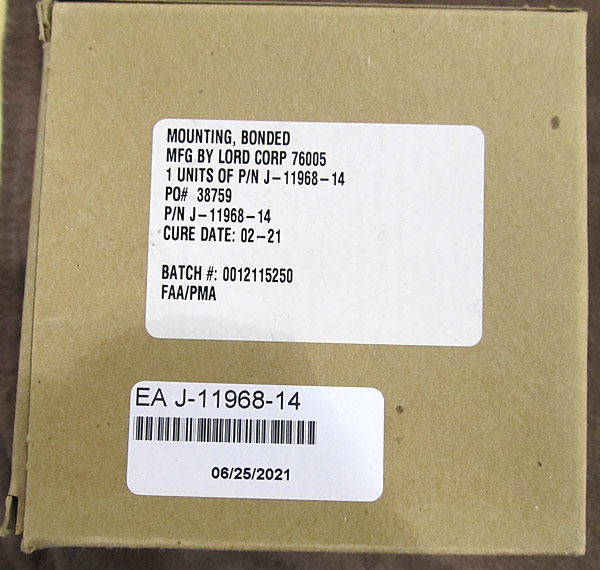 MOUNTING, BONDED
MFG BY LORD CORP 76005
1 UNITS OF P/N J-11968-14
PO# 38759
P/N J-11968-14
CURE DATE: 02-21
BATCH #: 0012115250
FAA/PMA
EA J-11968-14
06/25/2021